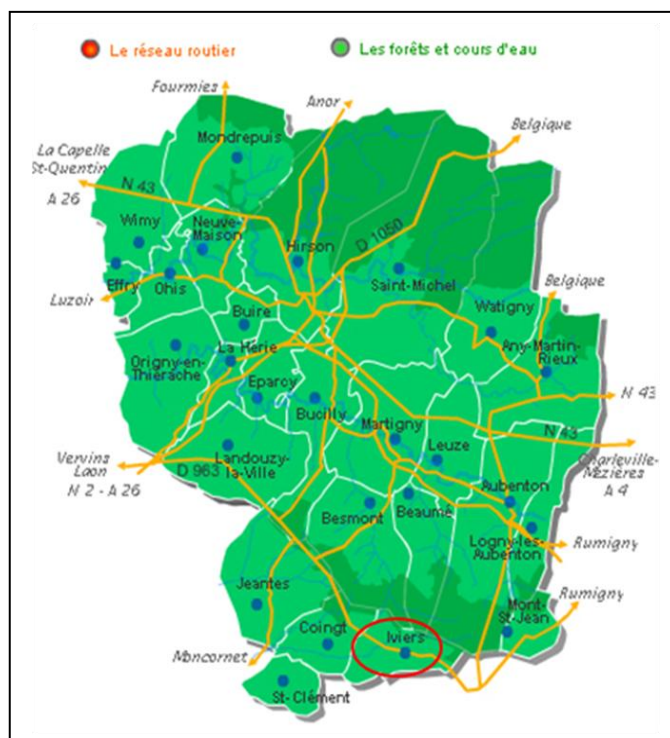 Le réseau routier
Les forêts et cours d'eau
Fourmies
Anor
Belgique
Mondrepuis
La Capelle
St-Quentin
N 43
A 26
Wimy
Neuve-
Maison
Hirson
D 1050
Saint-Michel
Effry
Ohis
Luzoir
Belgique
Watigny
Buire
Any-Martin-
Rieux
La Hérie
Origny-en-
Thiérache
Eparcy
Bucilly
N 43
Martigny
N 43
Leuze
Vervins
Laon
N 2 - A 26
D 963
Landouzy-
la-Ville
Charleville-
Mézières
A 4
Aubenton
Besmont
Beaumé
Logny-les-
Aubenton
Rumigny
Jeantes
Rumigny
Mont-
St-Jean
Coingt
Iviers
Moncornet
St-Clément